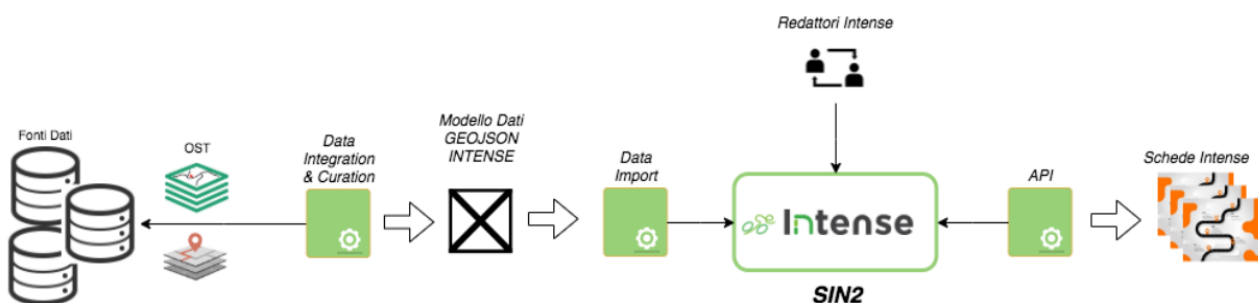 Redattori Intense
Fonti Dati
OST
Data
Integration
& Curation
Modello Dati
GEOJSON
INTENSE
Data
Import
Intense
SIN2
API
Schede Intense